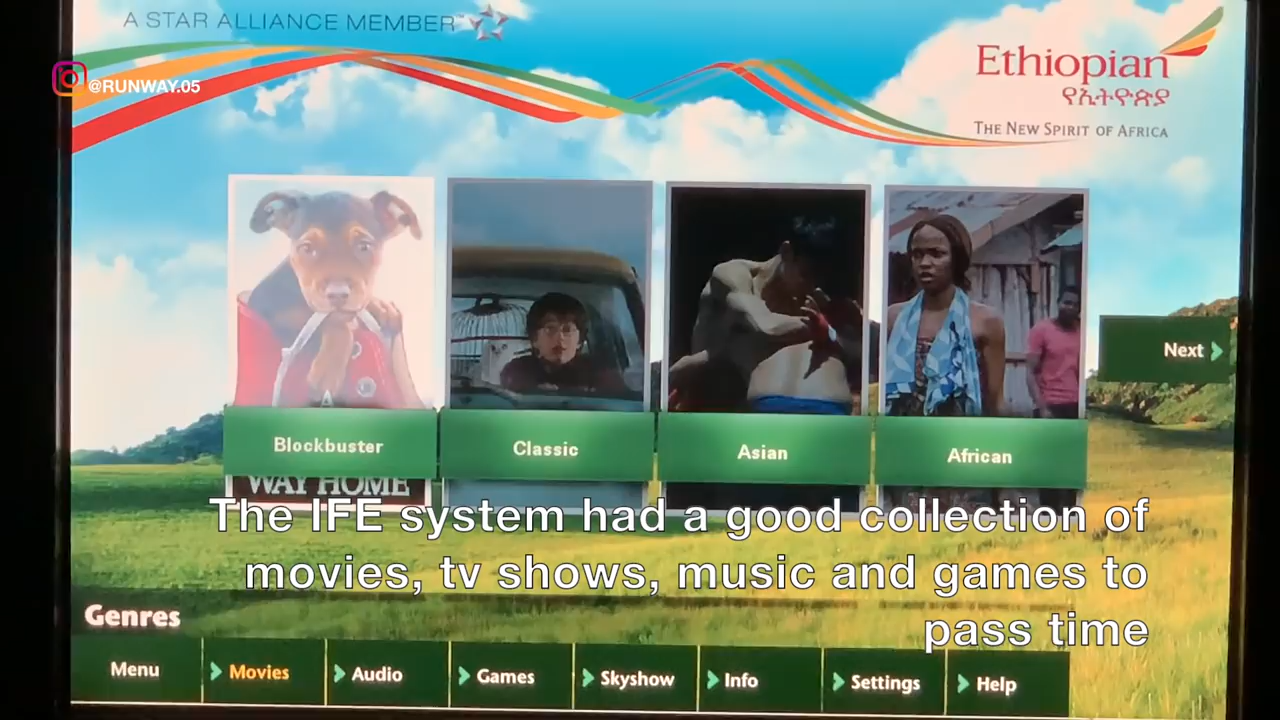 A STAR ALLIANCE MEMBER
@RUNWAY.05
Ethiopian
የኢትዮጵያ
THE NEW SPIRIT OF AFRICA
Next
Blockbuster
Classic
Asian
African
A
WAY HOME
The IFE system had a good collection of
movies, tv shows, music and games to
pass time
Genres
Menu
Movies
Audio
Games
Skyshow
Info
Settings
Help